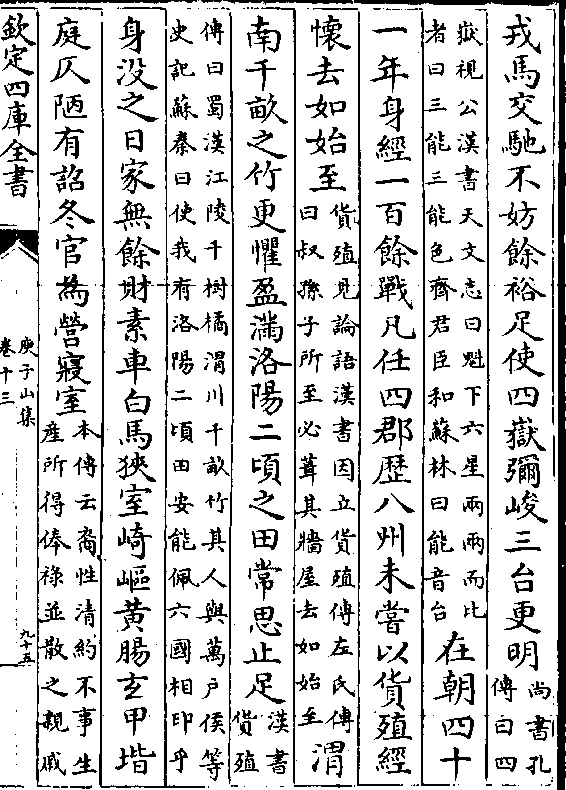 戎馬交馳不妨餘裕足使四嶽彌峻三台更明尚書孔傳曰四
嶽視公漢書天文志曰魁下六星兩兩而比者曰三能三能色齊君臣和蘇林曰能音台在朝四十
一年身經一百餘戰凡任四郡歴八州未嘗以貨殖經
懷去如始至貨殖見論語漢書因立貨殖傳左氏傳曰叔孫子所至必葺其牆屋去如始至渭
南千畝之竹更懼盈滿洛陽二頃之田常思止足漢書貨殖
傳曰蜀漢江陵千樹橘渭川千畝竹其人與萬戸侯等史記蘇秦曰使我有洛陽二頃田安能佩六國相印乎
身没之日家無餘財素車白馬狹室崎嶇黄腸玄甲堦
庭仄陋有詔冬官為營寢室本傳云裔性清約不事生産所得俸祿並散之親戚
欽定四庫全書
庾子山集
卷十三
九十五